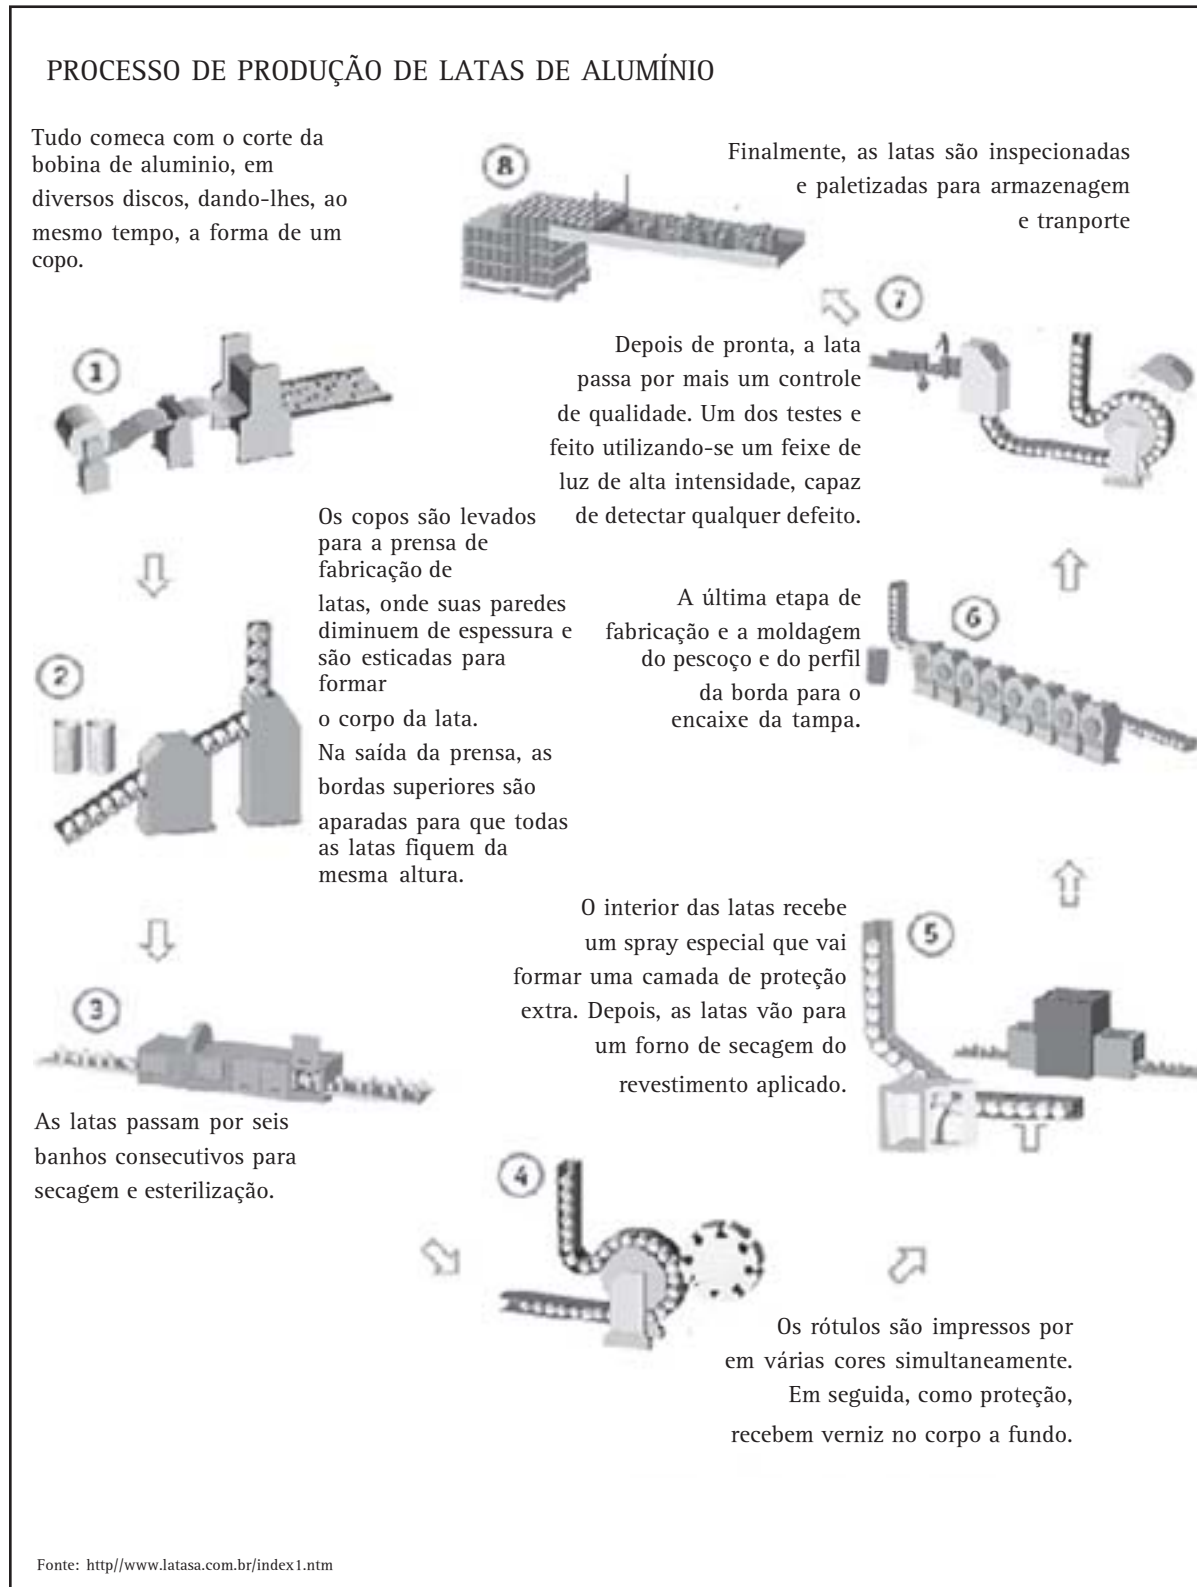 PROCESSO DE PRODUÇÃO DE LATAS DE ALUMÍNIO
Tudo comeca com o corte da
bobina de aluminio, em
diversos discos, dando-lhes, ao
mesmo tempo, a forma de um
copo.
1
Os copos são levados
para a prensa de
fabricação de
latas, onde suas paredes
diminuem de espessura e
são esticadas para
formar
o corpo da lata.
Na saída da prensa, as
bordas superiores são
aparadas para que todas
as latas fiquem da
mesma altura.
2
3
As latas passam por seis
banhos consecutivos para
secagem e esterilização.
4
Os rótulos são impressos por
em várias cores simultaneamente.
Em seguida, como proteção,
recebem verniz no corpo a fundo.
O interior das latas recebe
um spray especial que vai
formar uma camada de proteção
extra. Depois, as latas vão para
um forno de secagem do
revestimento aplicado.
5
A última etapa de
fabricação e a moldagem
do pescoço e do perfil
da borda para o
encaixe da tampa.
6
Depois de pronta, a lata
passa por mais um controle
de qualidade. Um dos testes e
feito utilizando-se um feixe de
luz de alta intensidade, capaz
de detectar qualquer defeito.
7
8
Finalmente, as latas são inspecionadas
e paletizadas para armazenagem
e tranporte
Fonte: http//www.latasa.com.br/index1.ntm